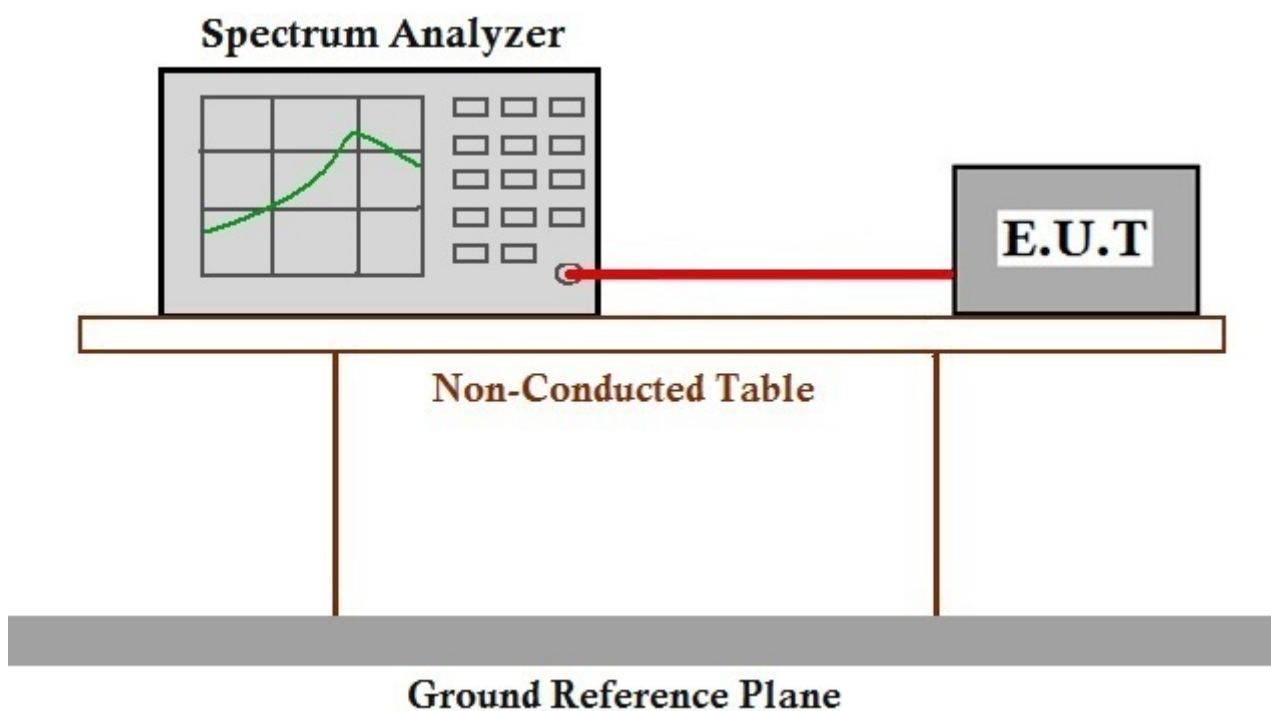 Spectrum Analyzer
E.U.T
Non-Conducted Table
Ground Reference Plane